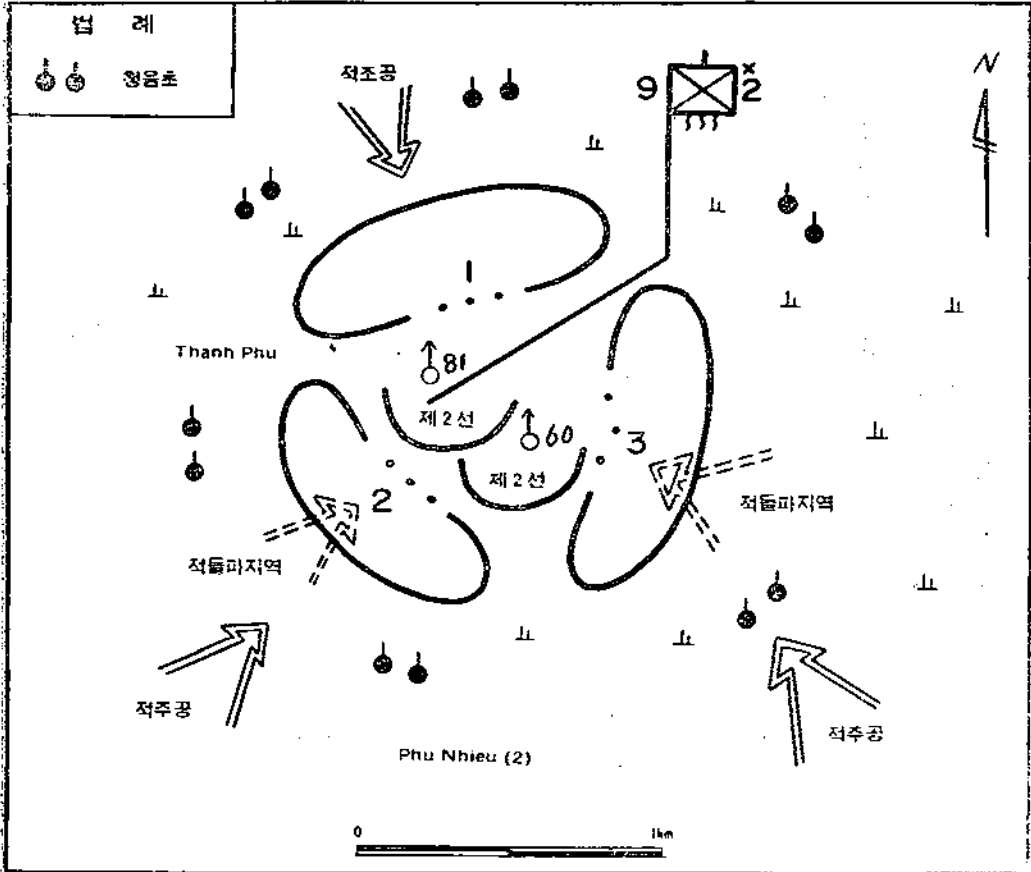 범 례
청음초
적조공
9
2
N
1
Thanh Phu
81
제 2 선
60
제 2 선
3
2
적돌파지역
적돌파지역
적주공
적주공
Phu Nhieu (2)
0
1km